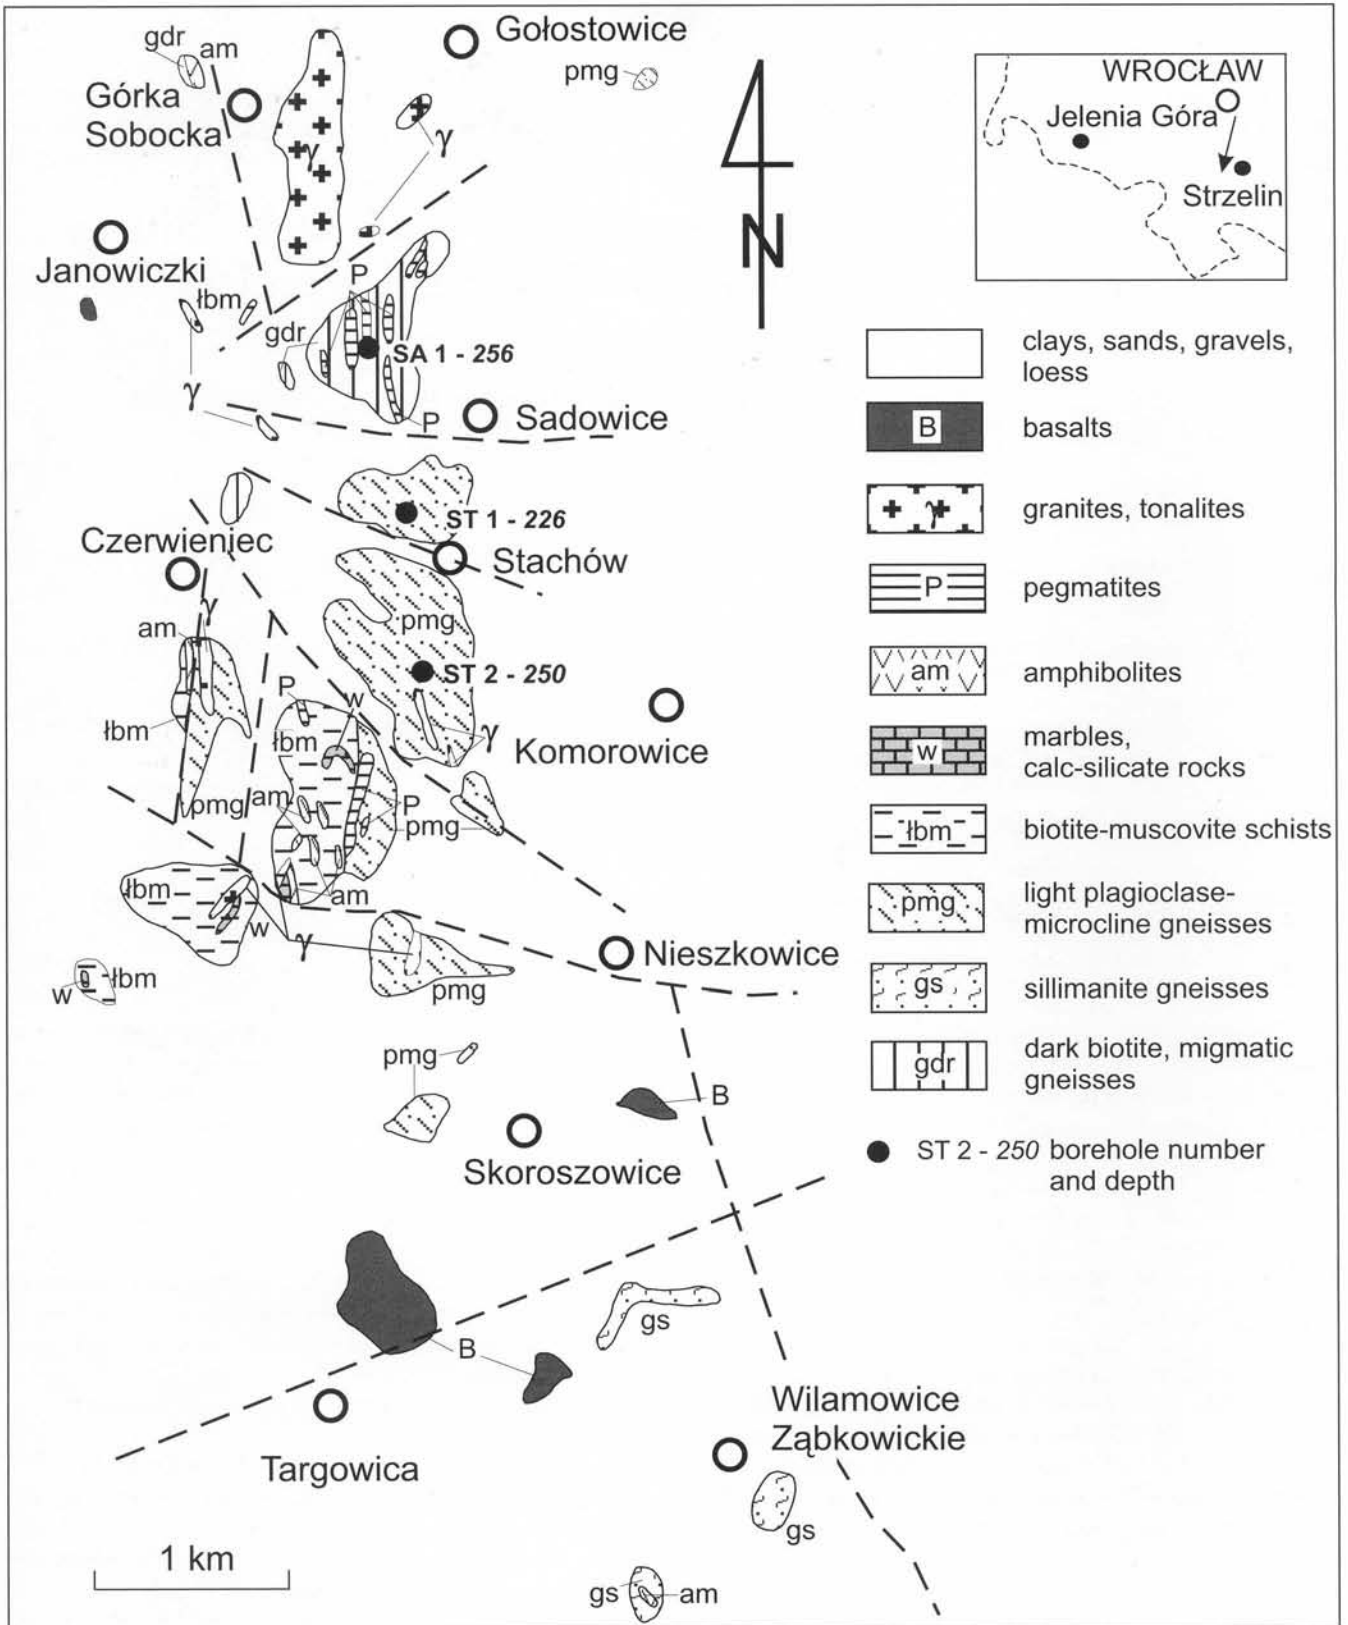 Gołostowice
gdr
am
pmg
Górka
Sobocka
γ
γ
WROCŁAW
Jelenia Góra
Strzelin
N
Janowiczki
łbm
P
gdr
SA 1 - 256
γ
P
Sadowice
ST 1 - 226
Czerwieniec
Stachów
γ
am
pmg
ST 2 - 250
P
w
łbm
łbm
γ
Komorowice
pmg
am
P
pmg
łbm
am
w
γ
Nieszkowice
w
łbm
pmg
pmg
B
Skoroszowice
gs
B
Wilamowice
Ząbkowickie
Targowica
gs
1 km
gs
am
clays, sands, gravels,
loess
B
basalts
γ
granites, tonalites
P
pegmatites
am
amphibolites
w
marbles,
calc-silicate rocks
łbm
biotite-muscovite schists
pmg
light plagioclase-
microcline gneisses
gs
sillimanite gneisses
gdr
dark biotite, migmatic
gneisses
ST 2 - 250 borehole number
and depth